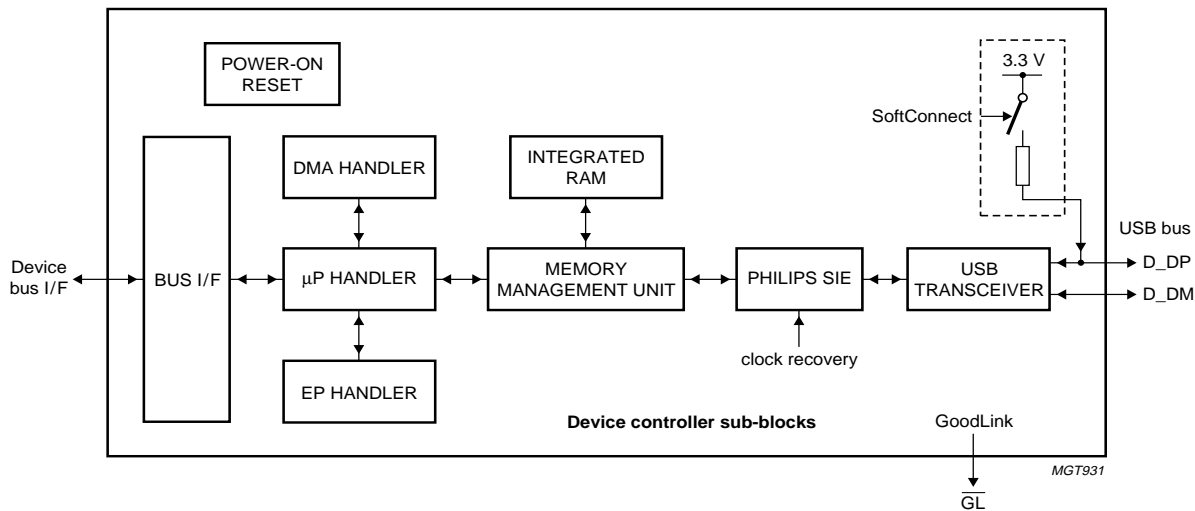 POWER-ON
RESET
3.3 V
SoftConnect
DMA HANDLER
INTEGRATED
RAM
USB bus
Device
bus I/F
BUS I/F
μP HANDLER
MEMORY
MANAGEMENT UNIT
PHILIPS SIE
USB
TRANSCEIVER
D_DP
D_DM
clock recovery
EP HANDLER
Device controller sub-blocks
GoodLink
MGT931
G̅L̅